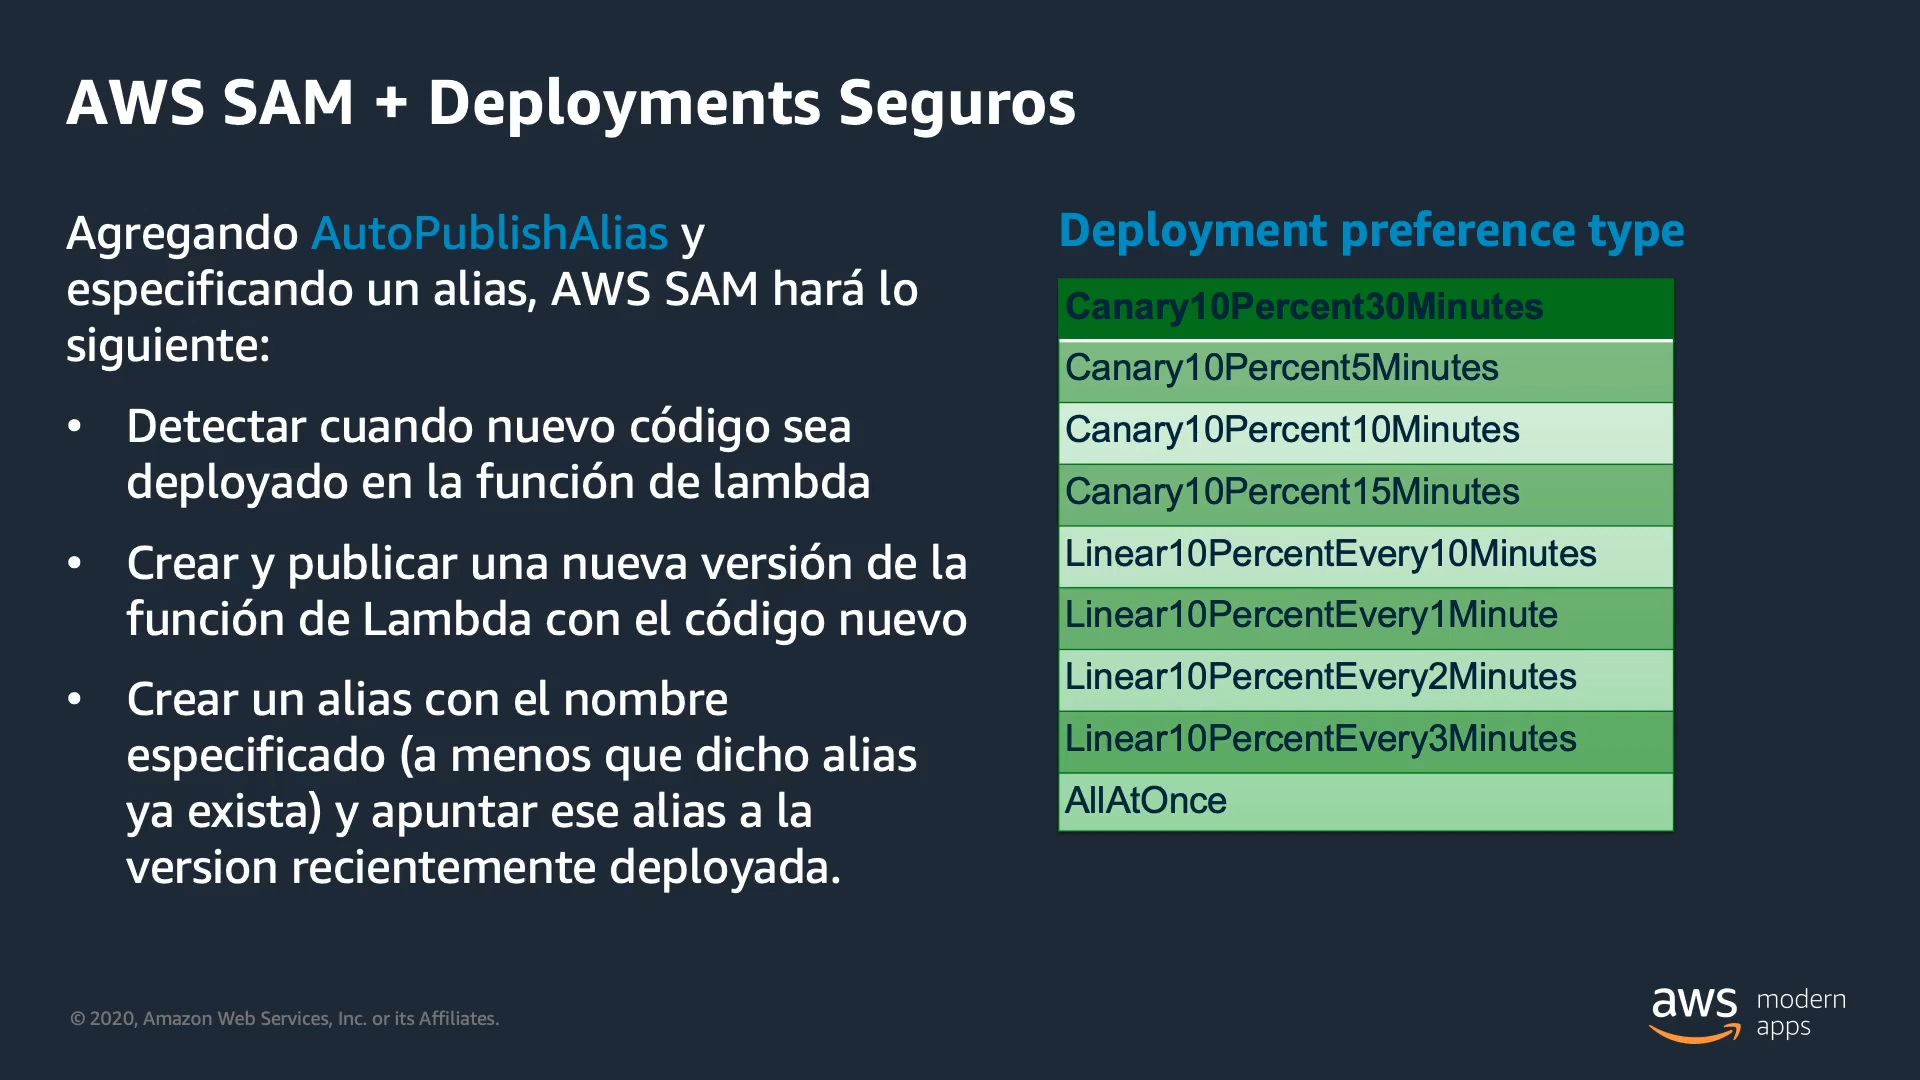 AWS SAM + Deployments Seguros
Agregando AutoPublishAlias y
especificando un alias, AWS SAM hará lo
siguiente:
• Detectar cuando nuevo código sea
deployado en la función de lambda
• Crear y publicar una nueva versión de la
función de Lambda con el código nuevo
• Crear un alias con el nombre
especificado (a menos que dicho alias
ya exista) y apuntar ese alias a la
version recientemente deployada.
Deployment preference type
Canary10Percent30Minutes
Canary10Percent5Minutes
Canary10Percent10Minutes
Canary10Percent15Minutes
Linear10PercentEvery10Minutes
Linear10PercentEvery1Minute
Linear10PercentEvery2Minutes
Linear10PercentEvery3Minutes
AllAtOnce
© 2020, Amazon Web Services, Inc. or its Affiliates.
aws modern
apps